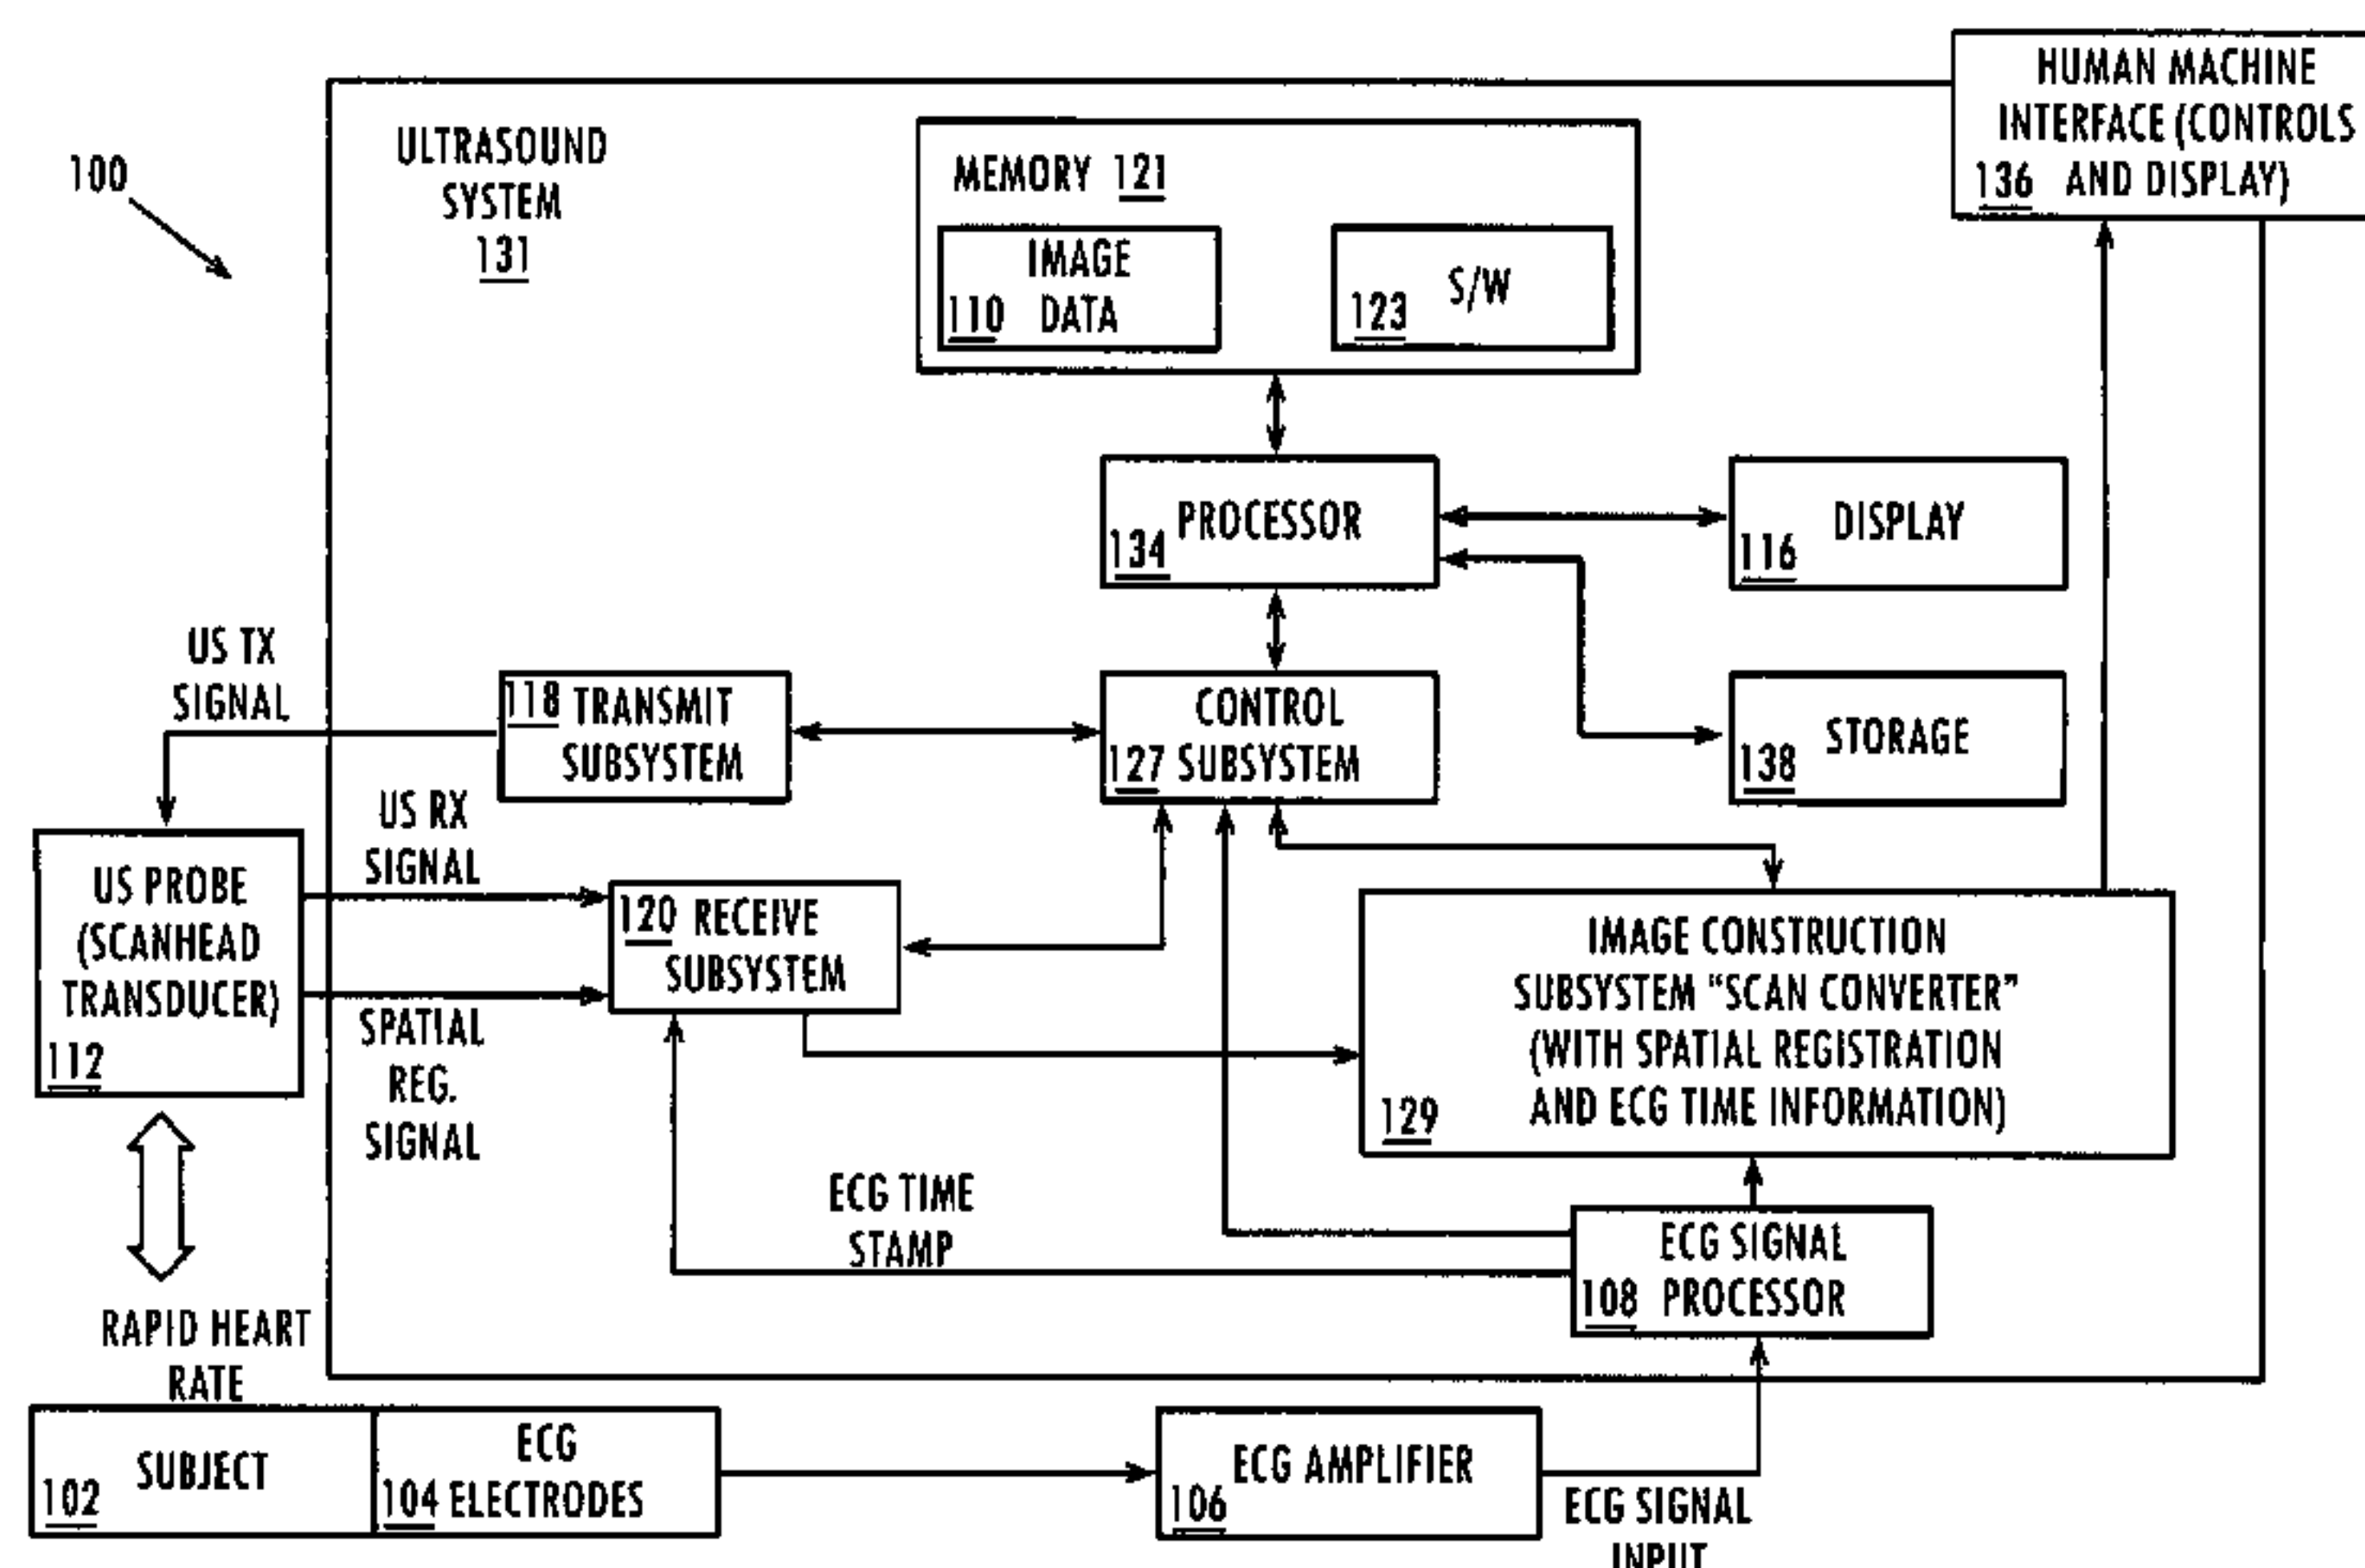 100
ULTRASOUND
SYSTEM
131
MEMORY 121
IMAGE
110 DATA
123 S/W
HUMAN MACHINE
INTERFACE (CONTROLS
136 AND DISPLAY)
PROCESSOR
134
DISPLAY
116
US TX
SIGNAL
118 TRANSMIT
SUBSYSTEM
CONTROL
127 SUBSYSTEM
STORAGE
138
US RX
SIGNAL
US PROBE
(SCANHEAD
TRANSDUCER)
112
120 RECEIVE
SUBSYSTEM
SPATIAL
REG.
SIGNAL
IMAGE CONSTRUCTION
SUBSYSTEM "SCAN CONVERTER"
(WITH SPATIAL REGISTRATION
AND ECG TIME INFORMATION)
129
ECG TIME
STAMP
ECG SIGNAL
108 PROCESSOR
RAPID HEART
RATE
SUBJECT
102
ECG
104 ELECTRODES
ECG AMPLIFIER
106
ECG SIGNAL
INPUT